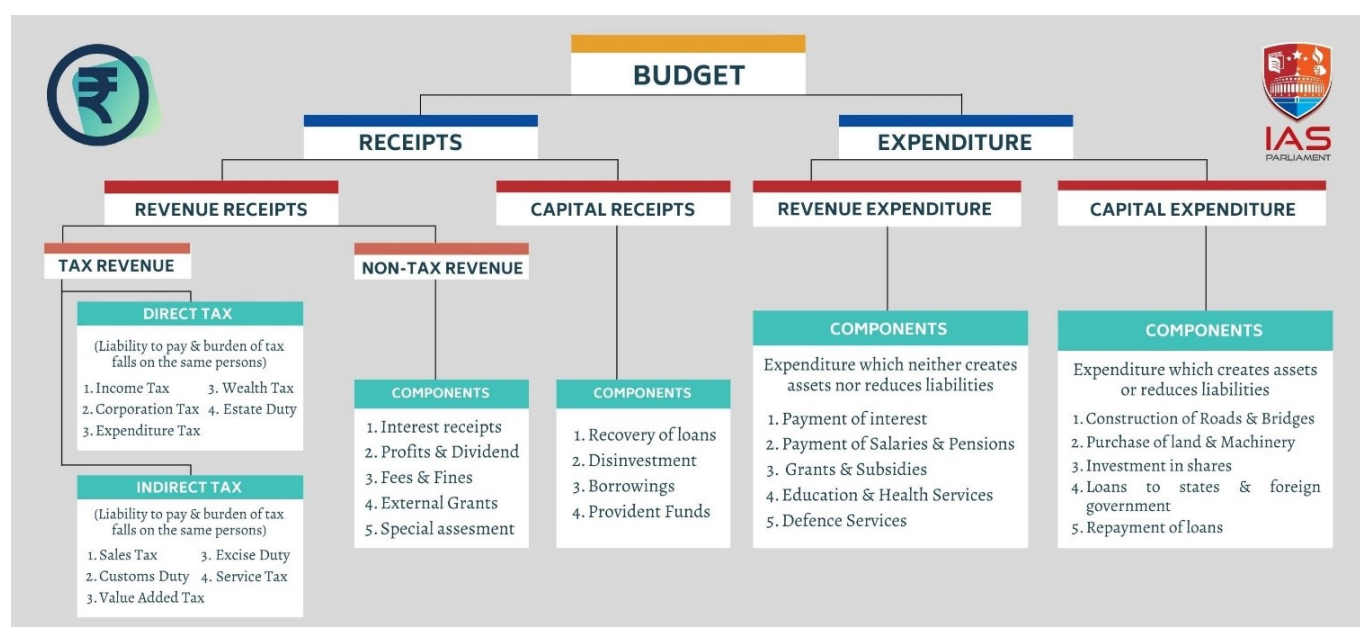 BUDGET
IAS
PARLIAMENT
RECEIPTS
EXPENDITURE
REVENUE RECEIPTS
CAPITAL RECEIPTS
REVENUE EXPENDITURE
CAPITAL EXPENDITURE
TAX REVENUE
NON-TAX REVENUE
DIRECT TAX
(Liability to pay & burden of tax
falls on the same persons)
1. Income Tax 3. Wealth Tax
2. Corporation Tax 4. Estate Duty
3. Expenditure Tax
INDIRECT TAX
(Liability to pay & burden of tax
falls on the same persons)
1. Sales Tax 3. Excise Duty
2. Customs Duty 4. Service Tax
3. Value Added Tax
COMPONENTS
1. Interest receipts
2. Profits & Dividend
3. Fees & Fines
4. External Grants
5. Special assesment
COMPONENTS
1. Recovery of loans
2. Disinvestment
3. Borrowings
4. Provident Funds
COMPONENTS
Expenditure which neither creates
assets nor reduces liabilities
1. Payment of interest
2. Payment of Salaries & Pensions
3. Grants & Subsidies
4. Education & Health Services
5. Defence Services
COMPONENTS
Expenditure which creates assets
or reduces liabilities
1. Construction of Roads & Bridges
2. Purchase of land & Machinery
3. Investment in shares
4. Loans to states & foreign
government
5. Repayment of loans